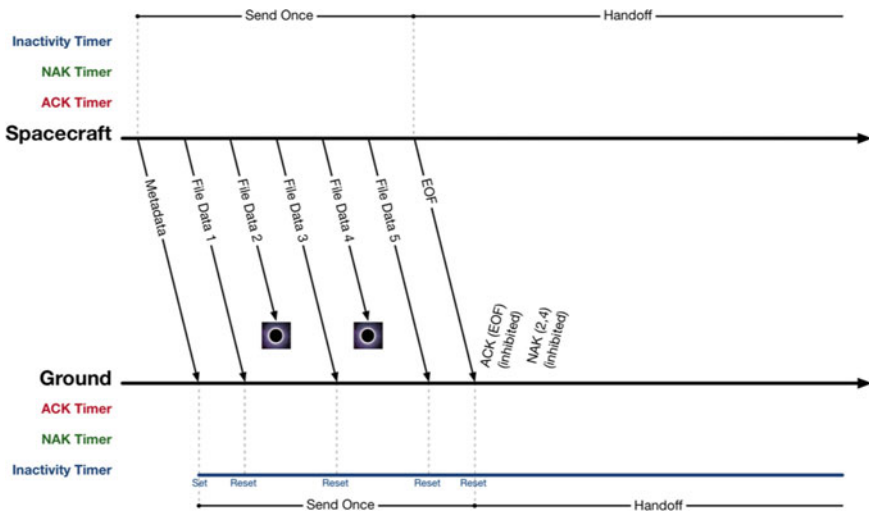 Send Once
Handoff
Inactivity Timer
NAK Timer
ACK Timer
Spacecraft
Metadata
File Data 1
File Data 2
File Data 3
File Data 4
File Data 5
EOF
ACK (EOF)
(inhibited)
NAK (2,4)
(inhibited)
Ground
ACK Timer
NAK Timer
Inactivity Timer
Set
Reset
Reset
Reset
Reset
Send Once
Handoff